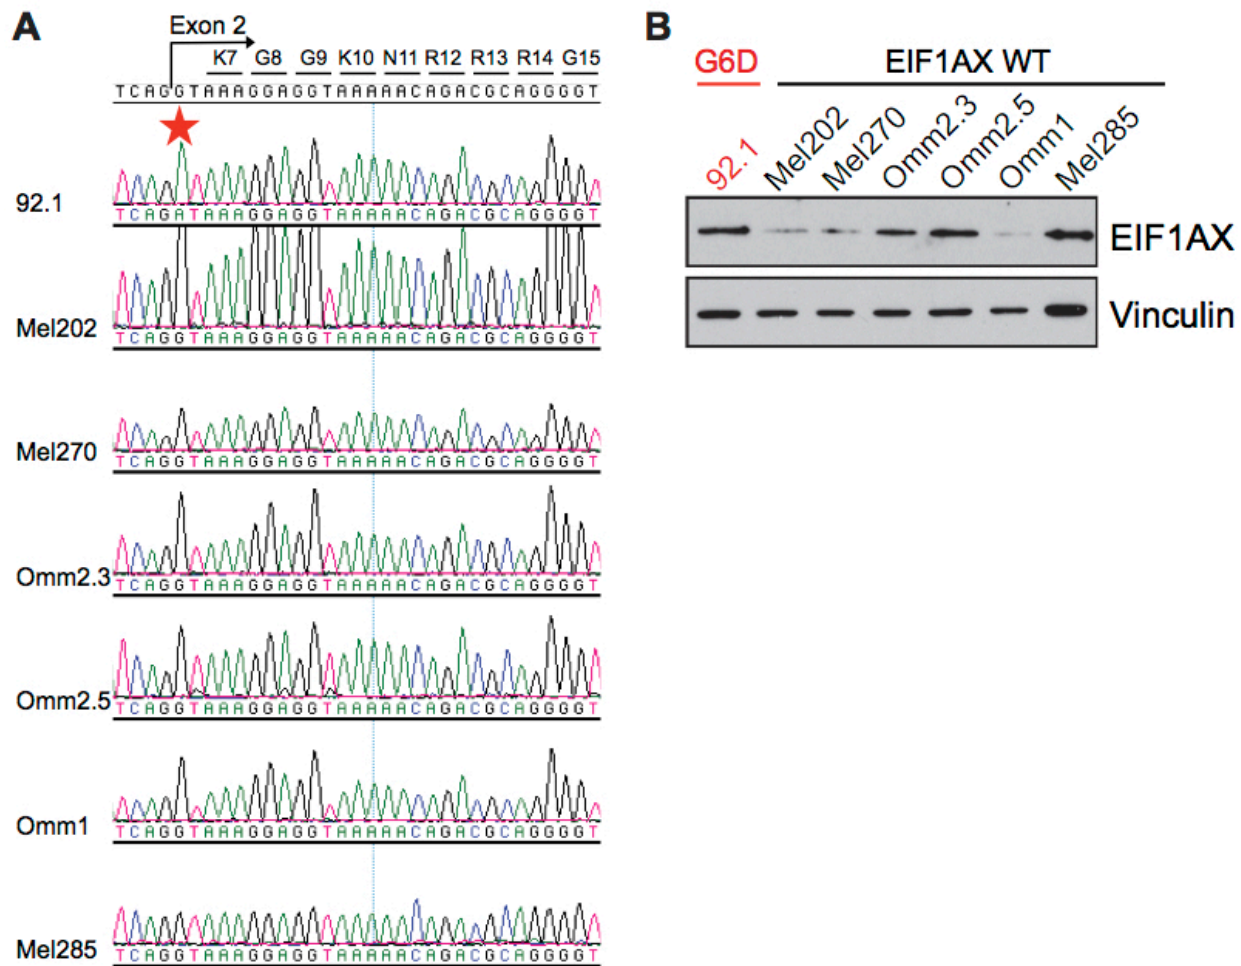 A
Exon 2
K7 G8 G9 K10 N11 R12 R13 R14 G15
TCAGGTAAAGGAGGTAAAAACAGACGCAGGGGT
92.1
TCAGATAAAGGAGGTAAAAACAGACGCAGGGGT
Mel202
TCAGGTAAAGGAGGTAAAAACAGACGCAGGGGT
Mel270
TCAGGTAAAGGAGGTAAAAACAGACGCAGGGGT
Omm2.3
TCAGGTAAAGGAGGTAAAAACAGACGCAGGGGT
Omm2.5
TCAGGTAAAGGAGGTAAAAACAGACGCAGGGGT
Omm1
TCAGGTAAAGGAGGTAAAAACAGACGCAGGGGT
Mel285
TCAGGTAAAGGAGGTAAAAACAGACGCAGGGGT
B
G6D EIF1AX WT
92.1 Mel202 Mel270 Omm2.3 Omm2.5 Omm1 Mel285
EIF1AX
Vinculin